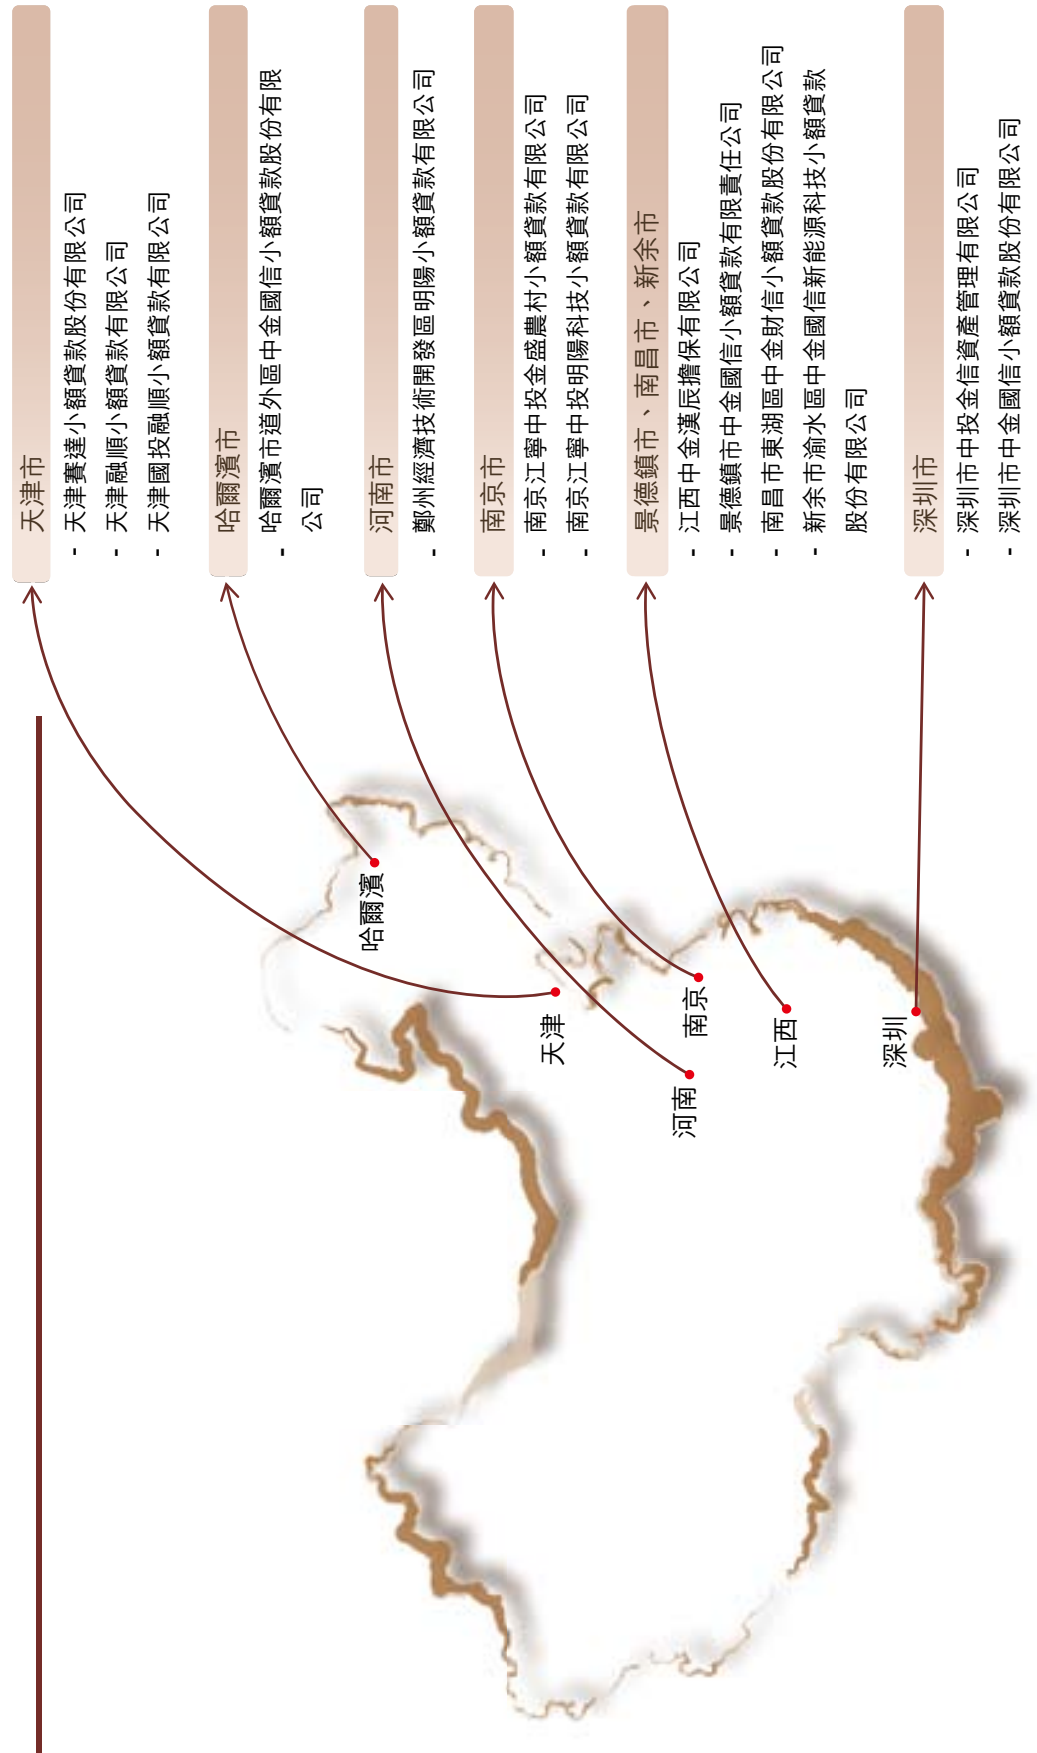 天津市
- 天津賽達小額貸款股份有限公司
- 天津融順小額貸款有限公司
- 天津國投融順小額貸款有限公司
哈爾濱市
- 哈爾濱市道外區中金國信小額貸款股份有限
公司
河南市
- 鄭州經濟技術開發區明陽小額貸款有限公司
南京市
- 南京江寧中投金盛農村小額貸款有限公司
- 南京江寧中投明陽科技小額貸款有限公司
景德鎮市、南昌市、新余市
- 江西中金漢辰擔保有限公司
- 景德鎮市中金國信小額貸款有限責任公司
- 南昌市東湖區中金財信小額貸款股份有限公司
- 新余市渝水區中金國信新能源科技小額貸款
股份有限公司
深圳市
- 深圳市中投金信資產管理有限公司
- 深圳市中金國信小額貸款股份有限公司
哈爾濱
天津
河南
南京
江西
深圳